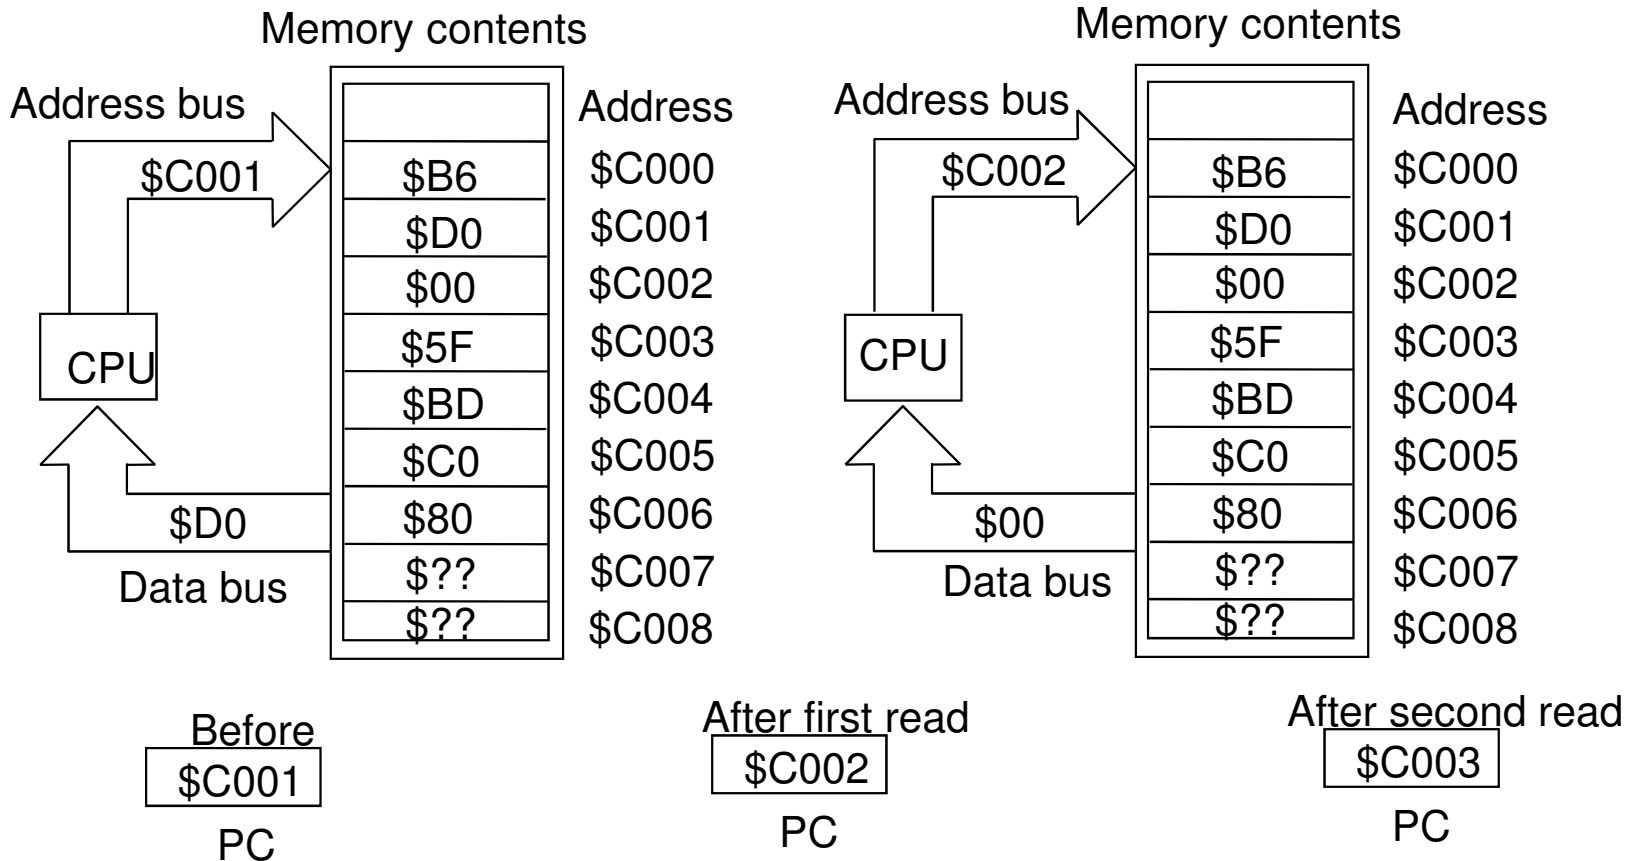 Memory contents
Address bus
Address
$C001
$B6 $C000
$D0 $C001
$00 $C002
CPU
$5F $C003
$BD $C004
$C0 $C005
$D0
$80 $C006
Data bus
$?? $C007
$?? $C008
Memory contents
Address bus
Address
$C002
$B6 $C000
$D0 $C001
$00 $C002
CPU
$5F $C003
$BD $C004
$C0 $C005
$00
$80 $C006
Data bus
$?? $C007
$?? $C008
Before
$C001
PC
After first read
$C002
PC
After second read
$C003
PC